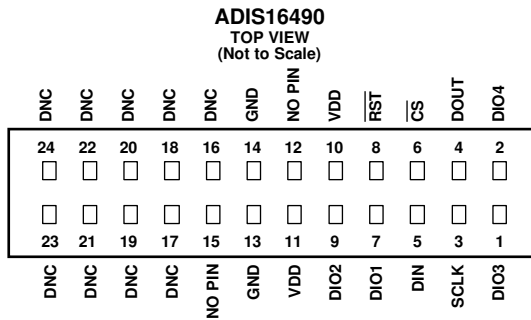 ADIS16490
TOP VIEW
(Not to Scale)
DNC DNC DNC DNC DNC GND NO PIN VDD RST CS DOUT DIO4
24 22 20 18 16 14 12 10 8 6 4 2
23 21 19 17 15 13 11 9 7 5 3 1
DNC DNC DNC DNC NO PIN GND VDD DIO2 DIO1 DIN SCLK DIO3